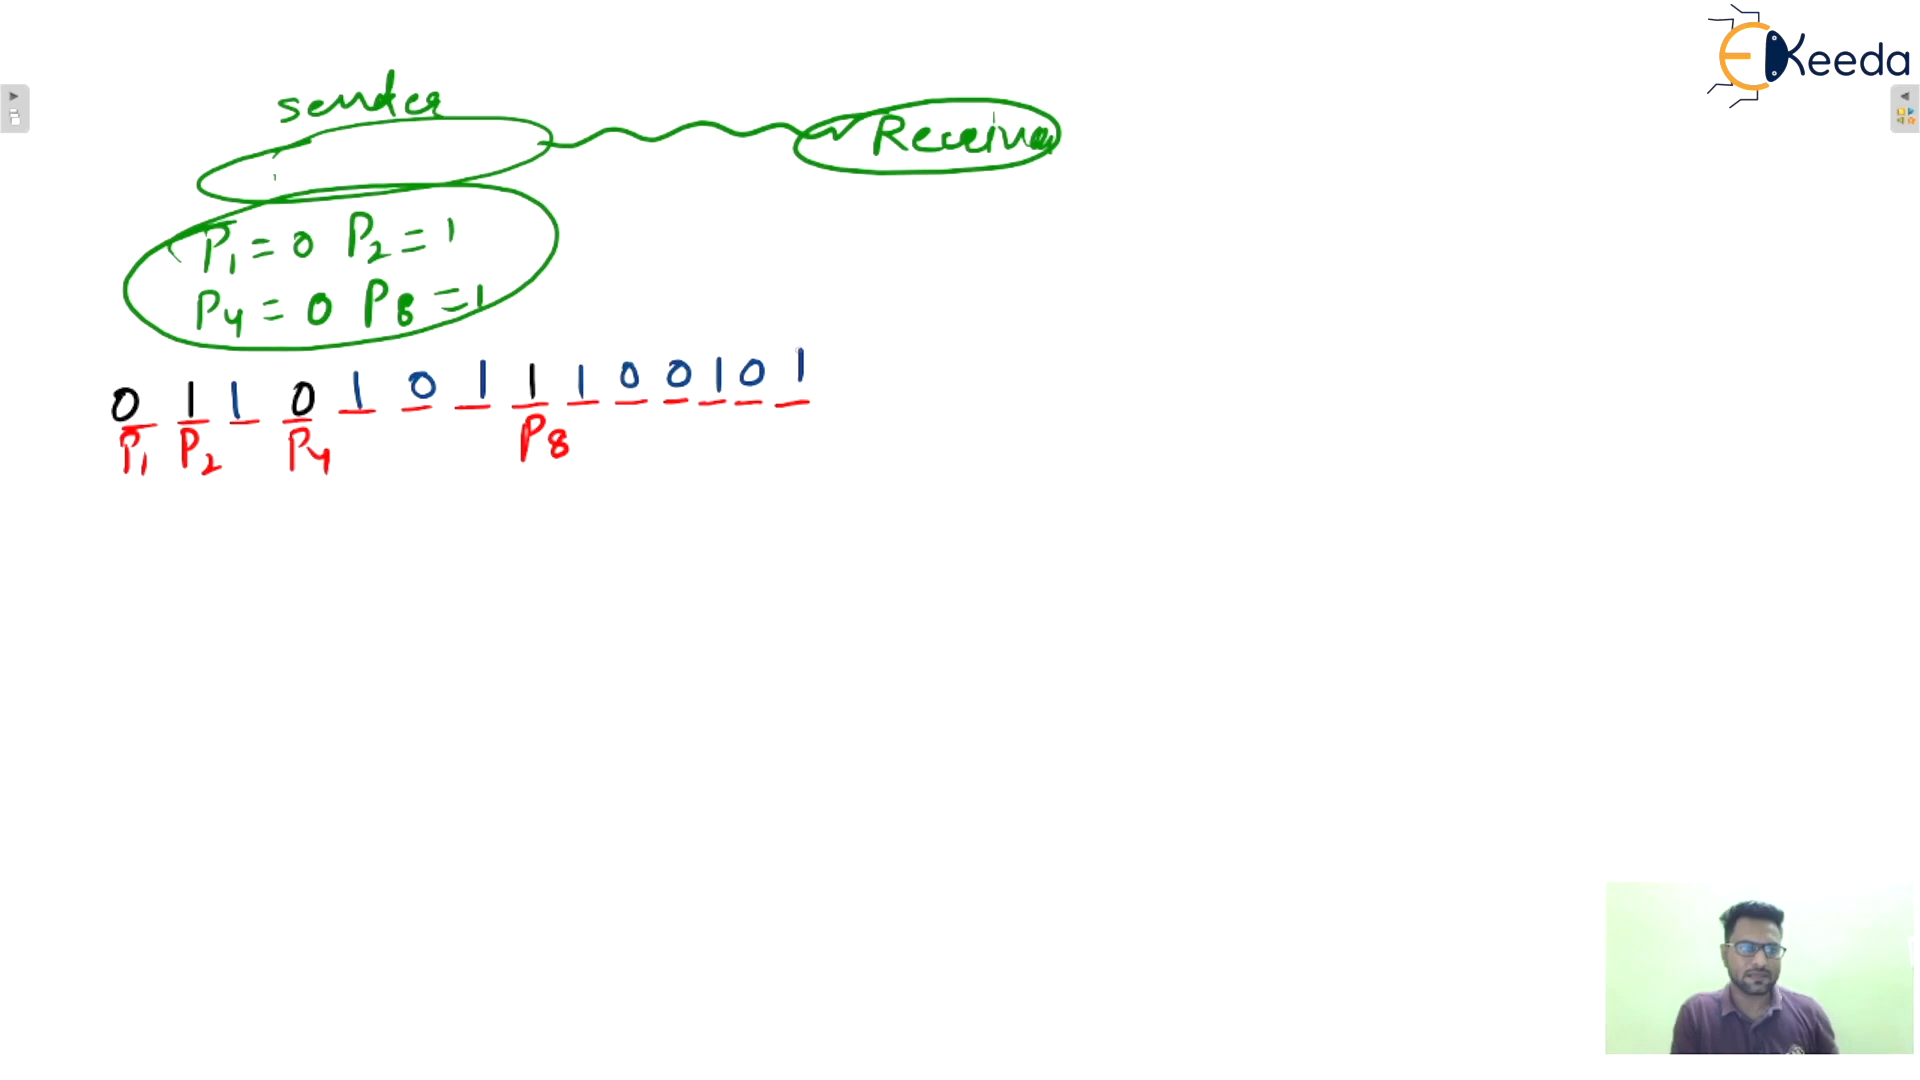 Keeda
sender
Receiver
P1 = 0 P2 = 1
P4 = 0 P8 = 1
0 1 1 0 1 0 1 1 1 0 0 1 0 1
P1 P2 P4 P8